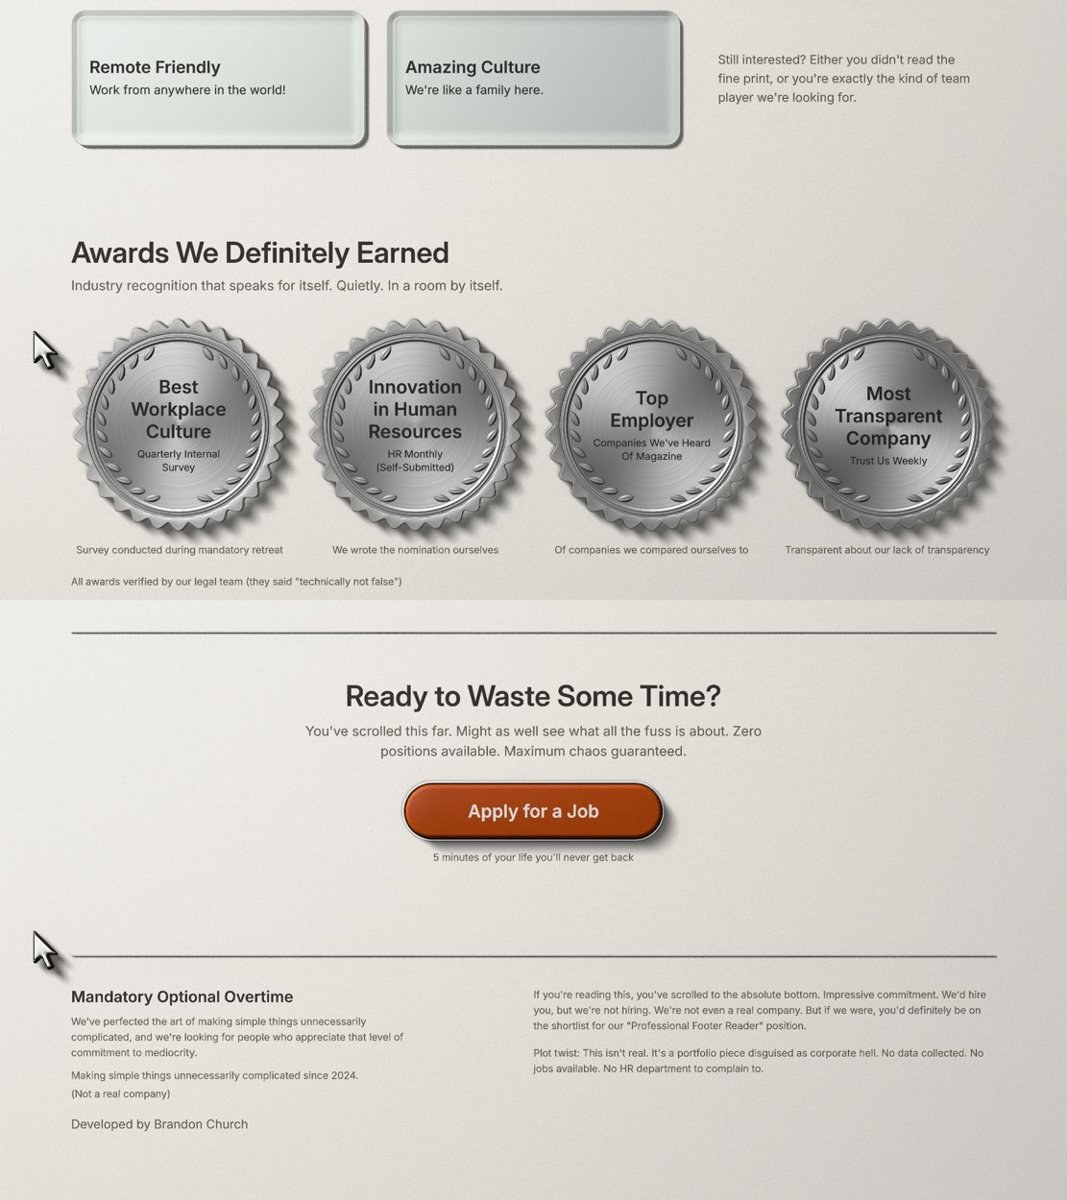 Remote Friendly
Work from anywhere in the world!
Amazing Culture
We're like a family here.
Still interested? Either you didn't read the
fine print, or you're exactly the kind of team
player we're looking for.
Awards We Definitely Earned
Industry recognition that speaks for itself. Quietly. In a room by itself.
Best
Workplace
Culture
Quarterly Internal
Survey
Survey conducted during mandatory retreat
Innovation
in Human
Resources
HR Monthly
(Self-Submitted)
We wrote the nomination ourselves
Top
Employer
Companies We've Heard
Of Magazine
Of companies we compared ourselves to
Most
Transparent
Company
Trust Us Weekly
Transparent about our lack of transparency
All awards verified by our legal team (they said "technically not false")
Ready to Waste Some Time?
You've scrolled this far. Might as well see what all the fuss is about. Zero
positions available. Maximum chaos guaranteed.
Apply for a Job
5 minutes of your life you'll never get back
Mandatory Optional Overtime
We've perfected the art of making simple things unnecessarily
complicated, and we're looking for people who appreciate that level of
commitment to mediocrity.
Making simple things unnecessarily complicated since 2024.
(Not a real company)
Developed by Brandon Church
If you're reading this, you've scrolled to the absolute bottom. Impressive commitment. We'd hire
you, but we're not hiring. We're not even a real company. But if we were, you'd definitely be on
the shortlist for our "Professional Footer Reader" position.
Plot twist: This isn't real. It's a portfolio piece disguised as corporate hell. No data collected. No
jobs available. No HR department to complain to.